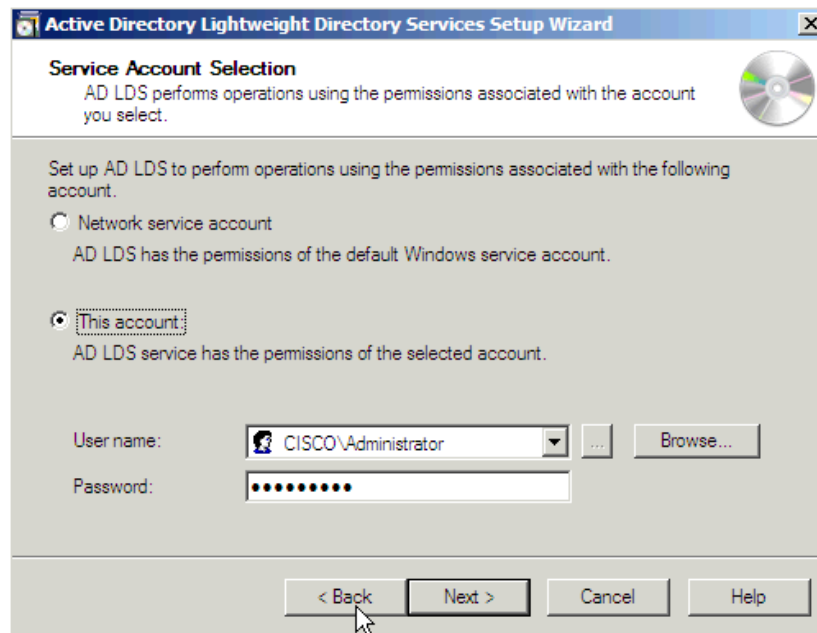 Active Directory Lightweight Directory Services Setup Wizard
Service Account Selection
AD LDS performs operations using the permissions associated with the account
you select.
Set up AD LDS to perform operations using the permissions associated with the following
account.
Network service account
AD LDS has the permissions of the default Windows service account.
This account:
AD LDS service has the permissions of the selected account.
User name: CISCO\Administrator ... Browse...
Password: •••••••••
< Back Next > Cancel Help